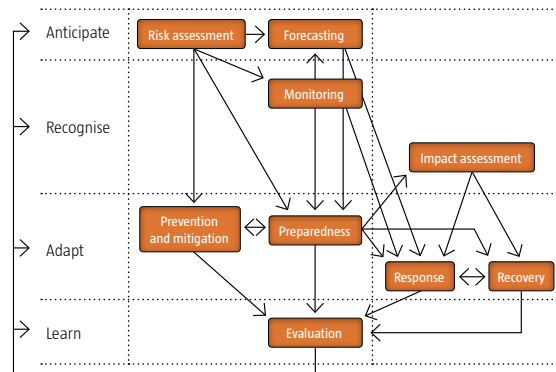 Anticipate
Risk assessment
Forecasting
Monitoring
Recognise
Impact assessment
Prevention
and mitigation
Preparedness
Adapt
Response
Recovery
Learn
Evaluation